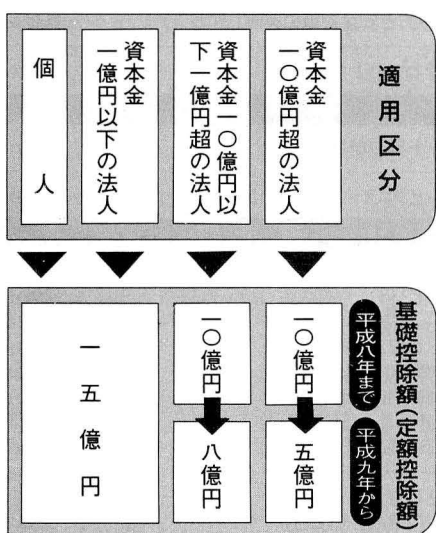 適用区分
資本金
一〇億円超の法人
資本金一〇億円以
下一億円超の法人
資本金
一億円以下の法人
個人
基礎控除額(定額控除額)
平成八年まで
平成九年から
一〇億円
五億円
一〇億円
八億円
一五億円